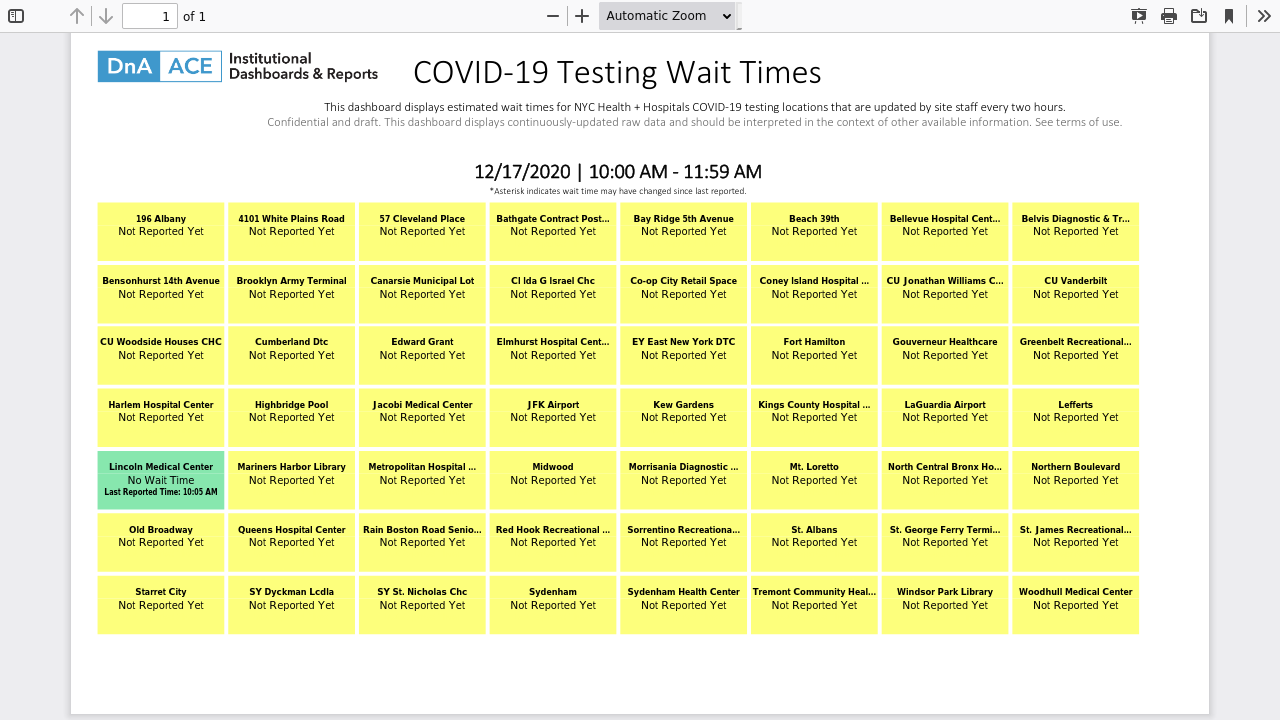 1 of 1 Automatic Zoom
DnA ACE Institutional Dashboards & Reports
COVID-19 Testing Wait Times
This dashboard displays estimated wait times for NYC Health + Hospitals COVID-19 testing locations that are updated by site staff every two hours.
Confidential and draft. This dashboard displays continuously-updated raw data and should be interpreted in the context of other available information. See terms of use.
12/17/2020 | 10:00 AM - 11:59 AM
*Asterisk indicates wait time may have changed since last reported.
196 Albany 4101 White Plains Road 57 Cleveland Place Bathgate Contract Post... Bay Ridge 5th Avenue Beach 39th Bellevue Hospital Cent... Belvis Diagnostic & Tr...
Not Reported Yet Not Reported Yet Not Reported Yet Not Reported Yet Not Reported Yet Not Reported Yet Not Reported Yet Not Reported Yet
Bensonhurst 14th Avenue Brooklyn Army Terminal Canarsie Municipal Lot CI Ida G Israel Chc Co-op City Retail Space Coney Island Hospital ... CU Jonathan Williams C... CU Vanderbilt
Not Reported Yet Not Reported Yet Not Reported Yet Not Reported Yet Not Reported Yet Not Reported Yet Not Reported Yet Not Reported Yet
CU Woodside Houses CHC Cumberland Dtc Edward Grant Elmhurst Hospital Cent... EY East New York DTC Fort Hamilton Gouverneur Healthcare Greenbelt Recreational...
Not Reported Yet Not Reported Yet Not Reported Yet Not Reported Yet Not Reported Yet Not Reported Yet Not Reported Yet Not Reported Yet
Harlem Hospital Center Highbridge Pool Jacobi Medical Center JFK Airport Kew Gardens Kings County Hospital ... LaGuardia Airport Lefferts
Not Reported Yet Not Reported Yet Not Reported Yet Not Reported Yet Not Reported Yet Not Reported Yet Not Reported Yet Not Reported Yet
Lincoln Medical Center Mariners Harbor Library Metropolitan Hospital ... Midwood Morrisania Diagnostic ... Mt. Loretto North Central Bronx Ho... Northern Boulevard
No Wait Time Not Reported Yet Not Reported Yet Not Reported Yet Not Reported Yet Not Reported Yet Not Reported Yet Not Reported Yet
Last Reported Time: 10:05 AM
Old Broadway Queens Hospital Center Rain Boston Road Senio... Red Hook Recreational ... Sorrentino Recreationa... St. Albans St. George Ferry Termi... St. James Recreational...
Not Reported Yet Not Reported Yet Not Reported Yet Not Reported Yet Not Reported Yet Not Reported Yet Not Reported Yet Not Reported Yet
Starret City SY Dyckman Lcdla SY St. Nicholas Chc Sydenham Sydenham Health Center Tremont Community Heal... Windsor Park Library Woodhull Medical Center
Not Reported Yet Not Reported Yet Not Reported Yet Not Reported Yet Not Reported Yet Not Reported Yet Not Reported Yet Not Reported Yet